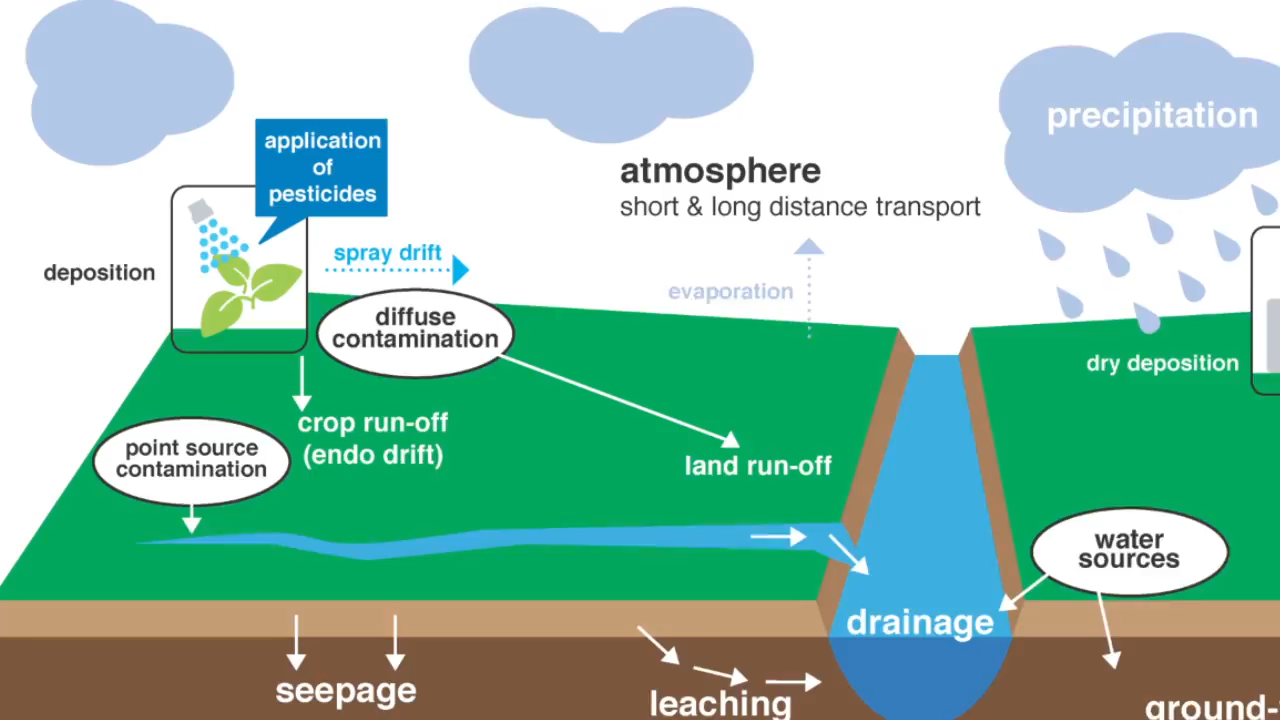 precipitation
application
of
pesticides
atmosphere
short & long distance transport
spray drift
deposition
evaporation
diffuse
contamination
dry deposition
crop run-off
(endo drift)
point source
contamination
land run-off
water
sources
drainage
seepage
leaching
ground-